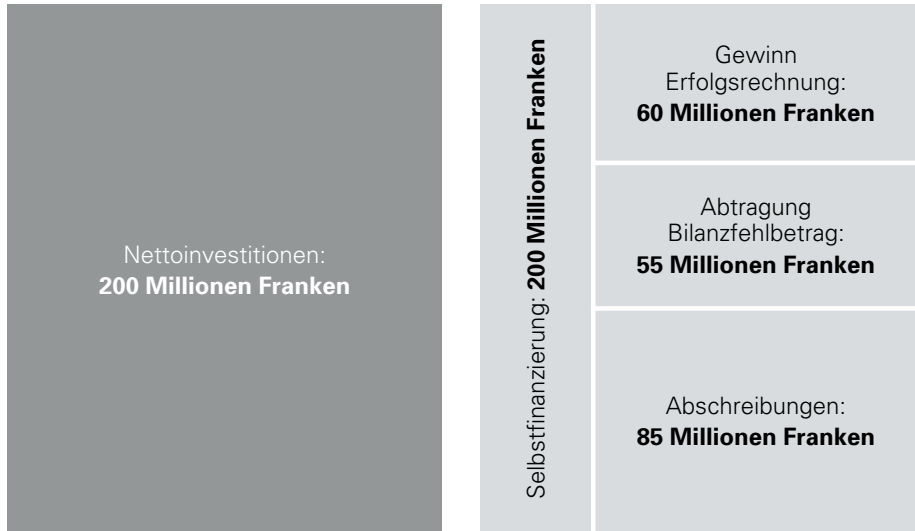 Nettoinvestitionen:
200 Millionen Franken
Selbstfinanzierung: 200 Millionen Franken
Gewinn
Erfolgsrechnung:
60 Millionen Franken
Abtragung
Bilanzfehlbetrag:
55 Millionen Franken
Abschreibungen:
85 Millionen Franken